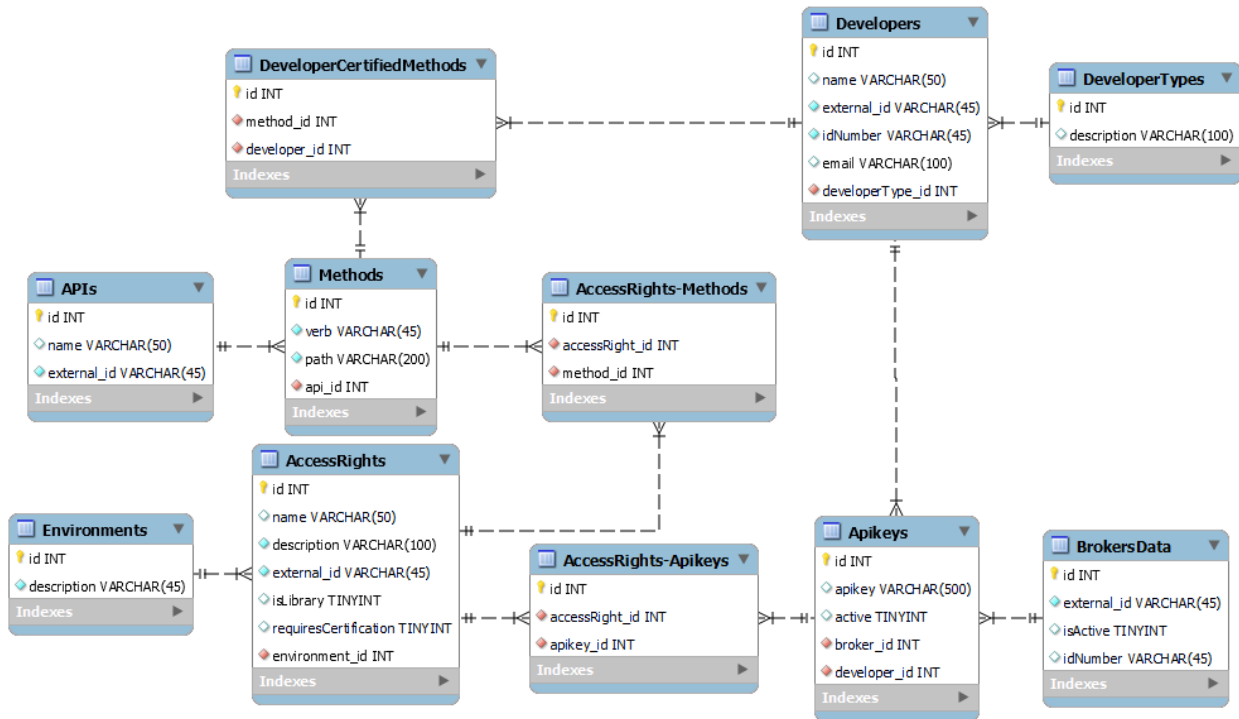 Developers
id INT
name VARCHAR(50)
external_id VARCHAR(45)
idNumber VARCHAR(45)
email VARCHAR(100)
developerType_id INT
Indexes
DeveloperCertifiedMethods
id INT
method_id INT
developer_id INT
Indexes
DeveloperTypes
id INT
description VARCHAR(100)
Indexes
APIs
id INT
name VARCHAR(50)
external_id VARCHAR(45)
Indexes
Methods
id INT
verb VARCHAR(45)
path VARCHAR(200)
api_id INT
Indexes
AccessRights-Methods
id INT
accessRight_id INT
method_id INT
Indexes
AccessRights
id INT
name VARCHAR(50)
description VARCHAR(100)
external_id VARCHAR(45)
isLibrary TINYINT
requiresCertification TINYINT
environment_id INT
Indexes
Environments
id INT
description VARCHAR(45)
Indexes
AccessRights-Apikeys
id INT
accessRight_id INT
apikey_id INT
Indexes
Apikeys
id INT
apikey VARCHAR(500)
active TINYINT
broker_id INT
developer_id INT
Indexes
BrokersData
id INT
external_id VARCHAR(45)
isActive TINYINT
idNumber VARCHAR(45)
Indexes